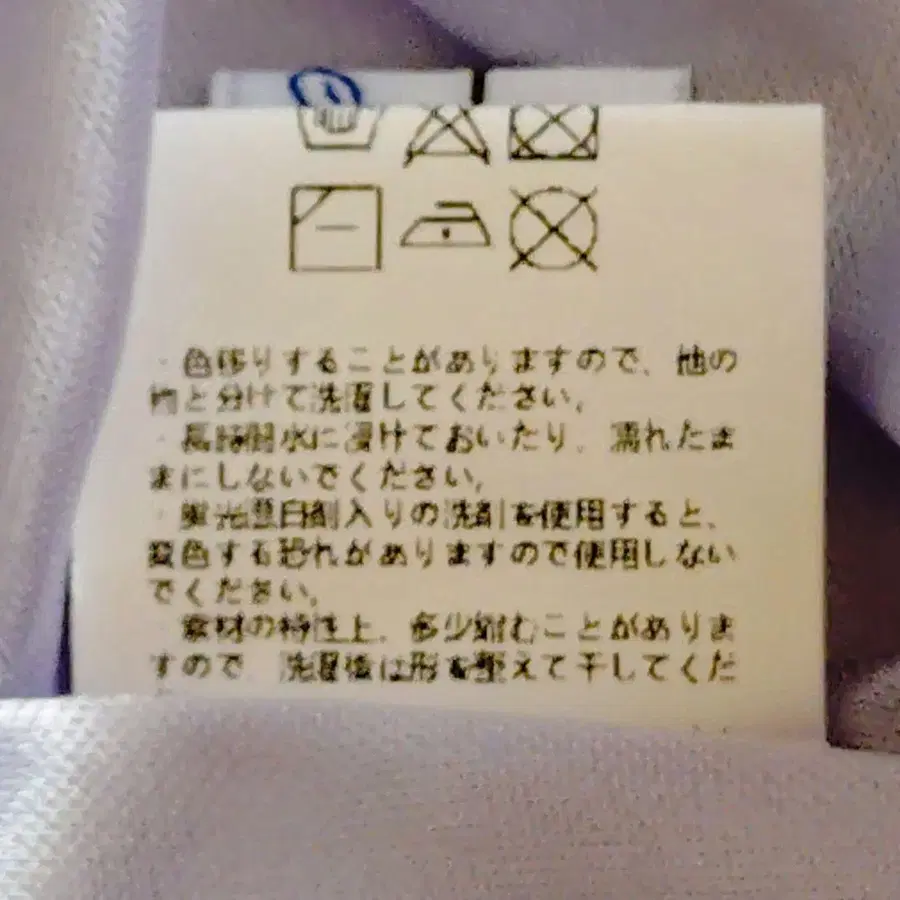 ・色移りすることがありますので、他の
物と分けて洗濯してください。
・長時間水に浸けておいたり、濡れたま
まにしないでください。
・蛍光増白剤入りの洗剤を使用すると、
変色する恐れがありますので使用しない
でください。
・素材の特性上、多少縮むことがありま
すので、洗濯後は形を整えて干してくだ